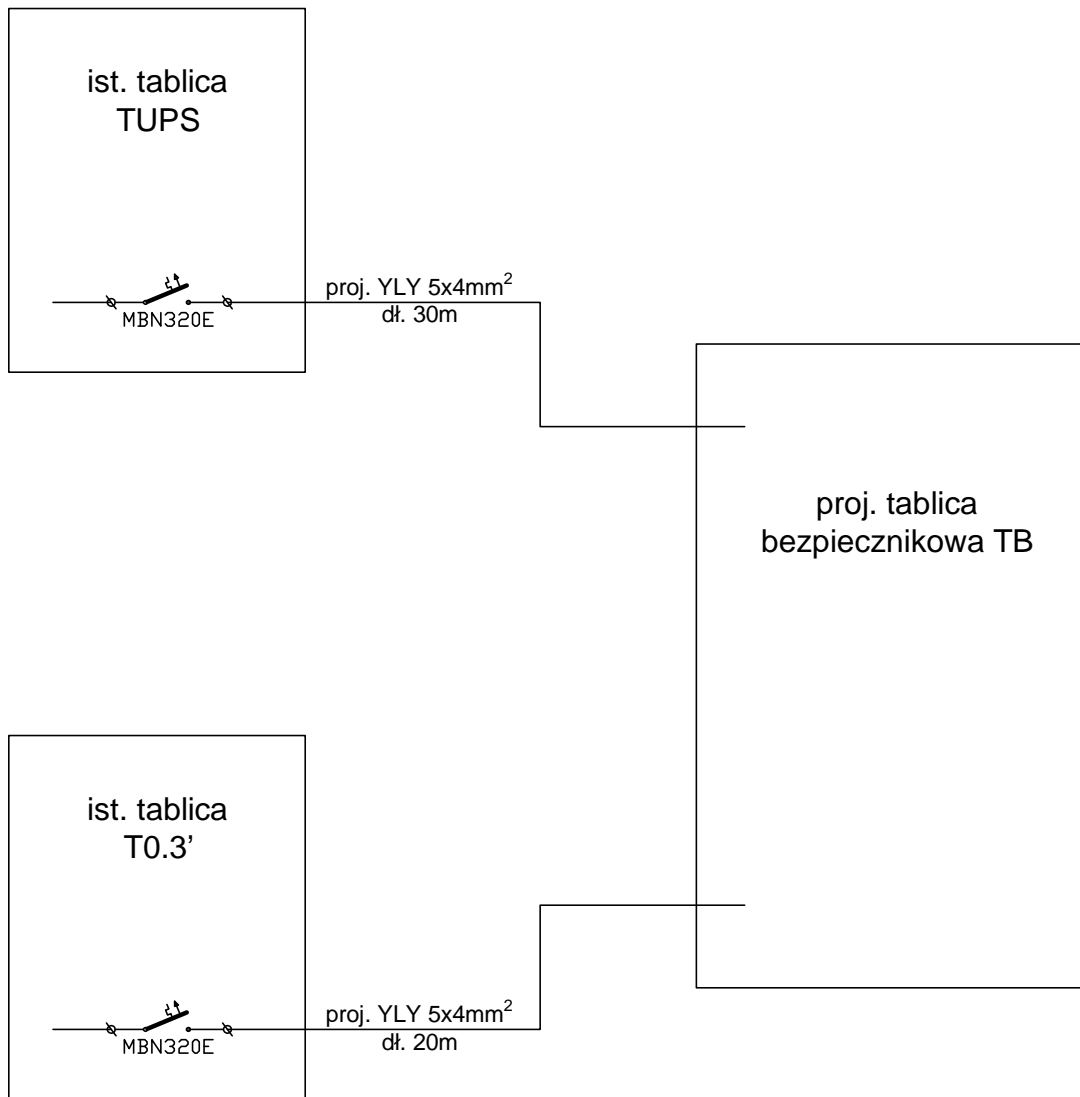 ist. tablica
TUPS
MBN320E
proj. YLY 5x4mm²
dł. 30m
proj. tablica
bezpiecznikowa TB
ist. tablica
T0.3’
MBN320E
proj. YLY 5x4mm²
dł. 20m